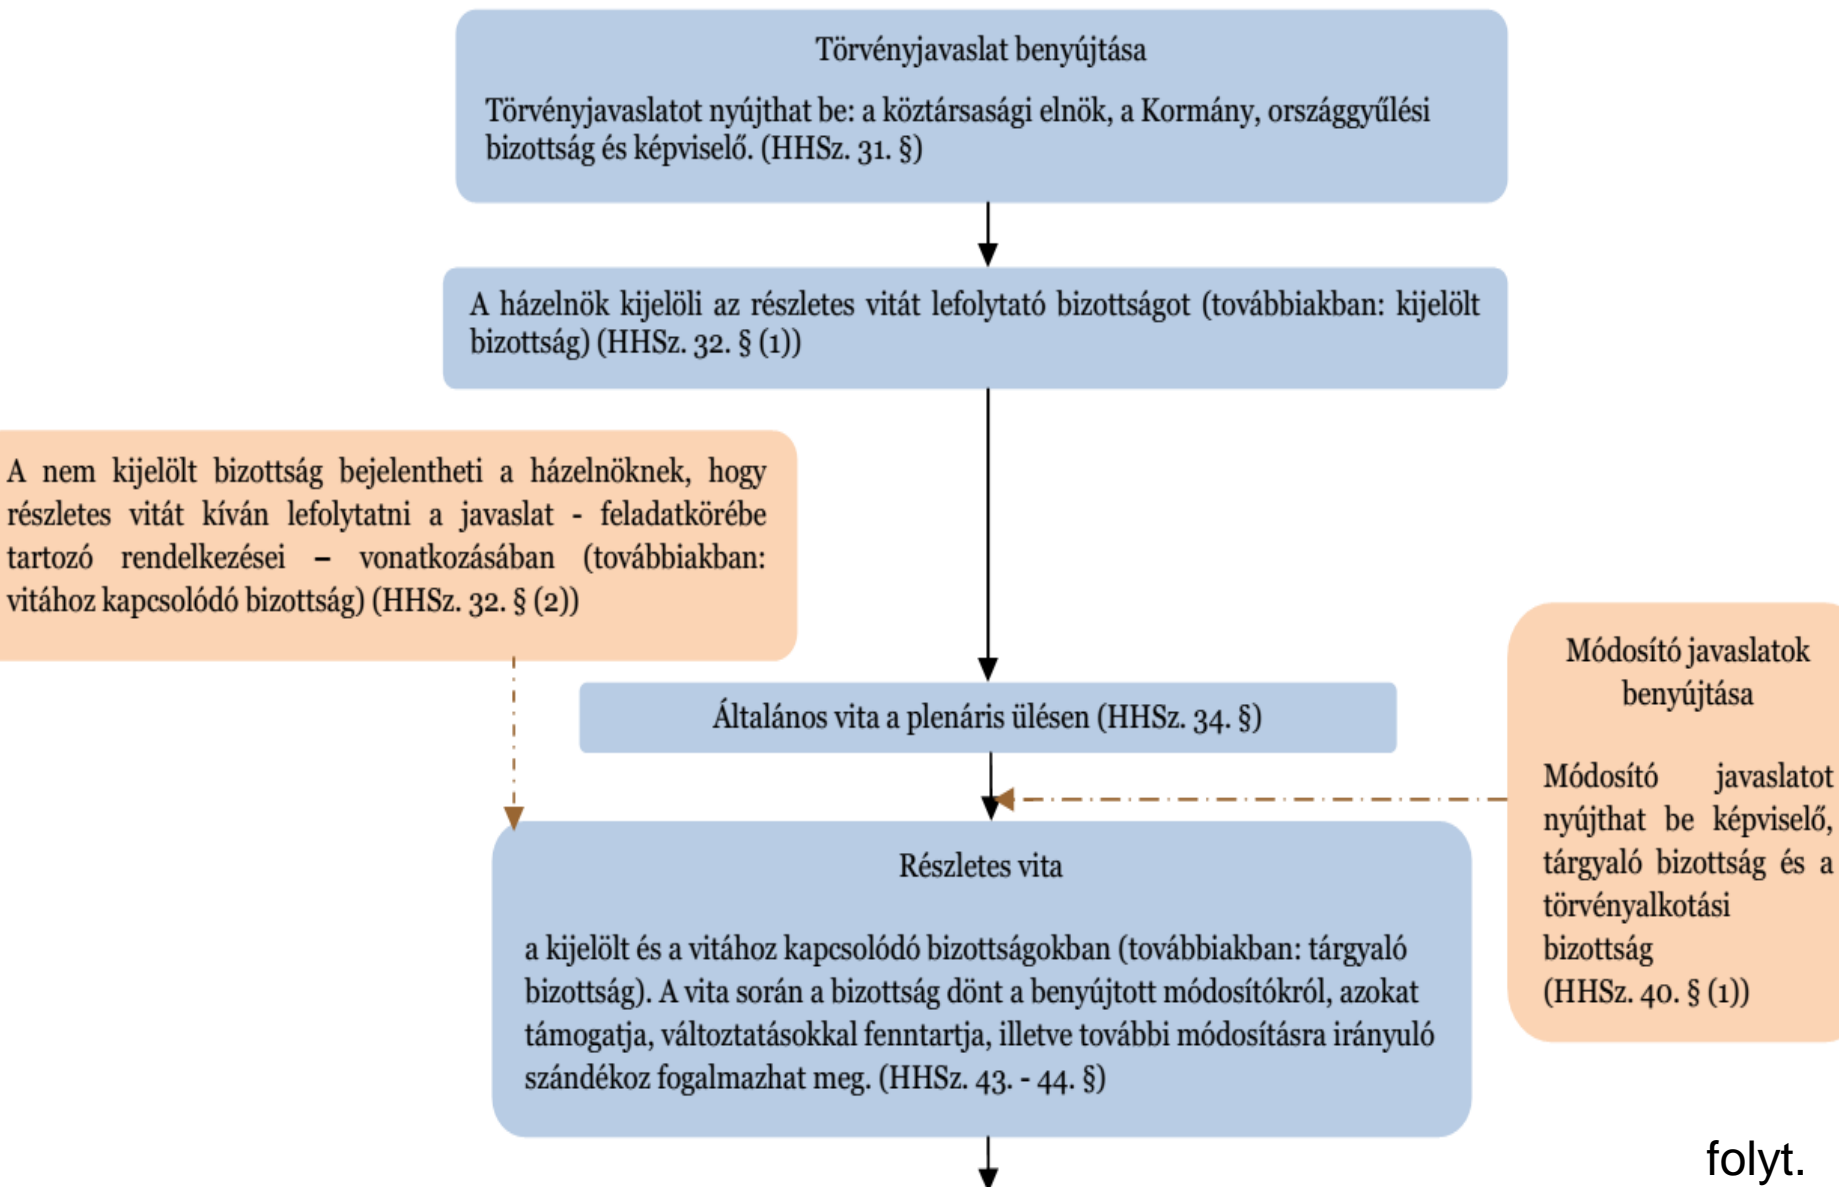 Törvényjavaslat benyújtása
Törvényjavaslatot nyújthat be: a köztársasági elnök, a Kormány, országgyűlési
bizottság és képviselő. (HHSz. 31. §)
A házelnök kijelöli az részletes vitát lefolytató bizottságot (továbbiakban: kijelölt
bizottság) (HHSz. 32. § (1))
A nem kijelölt bizottság bejelentheti a házelnöknek, hogy
részletes vitát kíván lefolytatni a javaslat - feladatkörébe
tartozó rendelkezései – vonatkozásában (továbbiakban:
vitához kapcsolódó bizottság) (HHSz. 32. § (2))
Általános vita a plenáris ülésen (HHSz. 34. §)
Módosító javaslatok
benyújtása
Módosító javaslatot
nyújthat be képviselő,
tárgyaló bizottság és a
törvényalkotási
bizottság
(HHSz. 40. § (1))
Részletes vita
a kijelölt és a vitához kapcsolódó bizottságokban (továbbiakban: tárgyaló
bizottság). A vita során a bizottság dönt a benyújtott módosítókról, azokat
támogatja, változtatásokkal fenntartja, illetve további módosításra irányuló
szándékoz fogalmazhat meg. (HHSz. 43. - 44. §)
folyt.